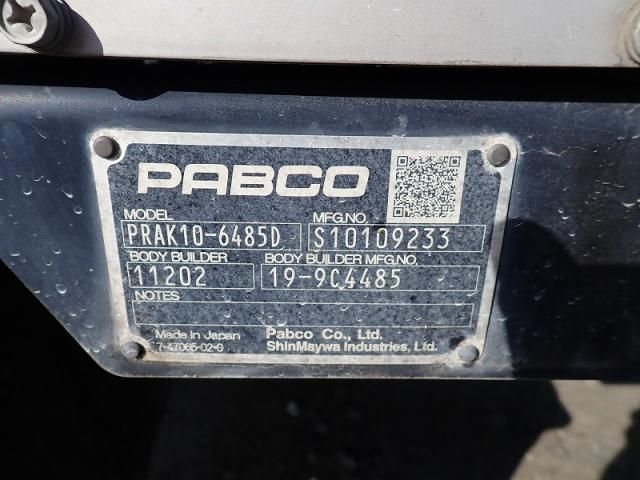 PABCO
MODEL MFG.NO.
PRAK10-6485D S10109233
BODY BUILDER BODY BUILDER MFG.NO.
11202 19-9C4485
NOTES
Made in Japan Pabco Co., Ltd.
7-47065-02-0 ShinMaywa Industries, Ltd.